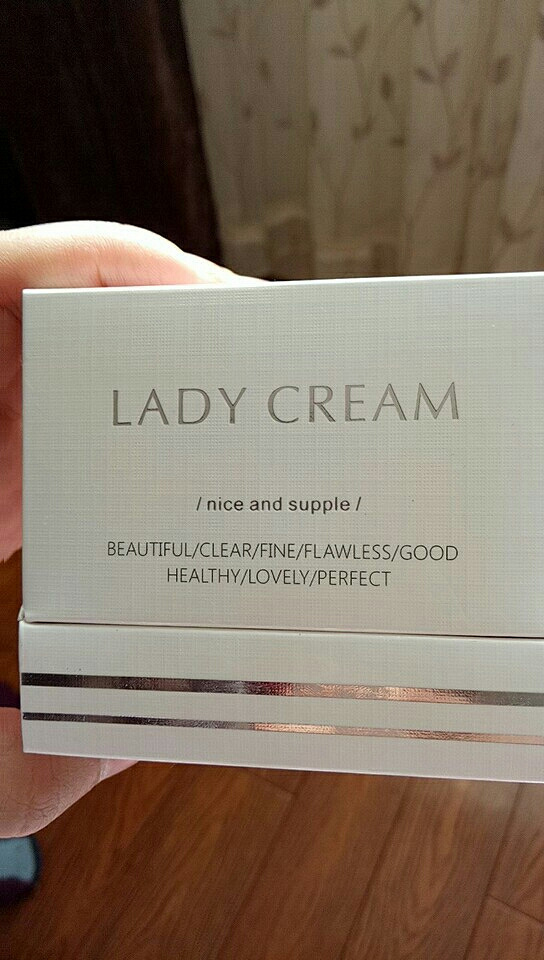 LADY CREAM
/ nice and supple /
BEAUTIFUL/CLEAR/FINE/FLAWLESS/GOOD
HEALTHY/LOVELY/PERFECT